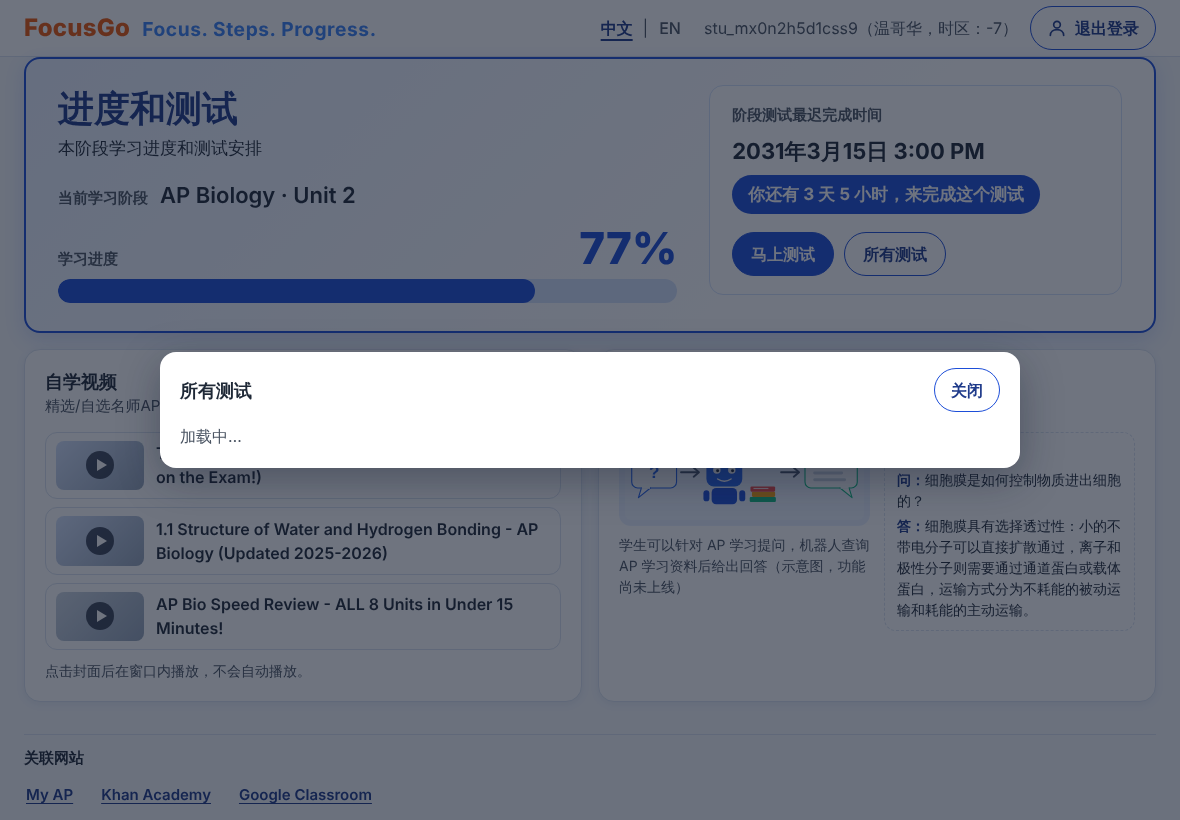 FocusGo Focus. Steps. Progress.
中文 | EN stu_mx0n2h5d1css9（温哥华，时区：-7） 退出登录
进度和测试
本阶段学习进度和测试安排
当前学习阶段 AP Biology · Unit 2
学习进度 77%
阶段测试最迟完成时间
2031年3月15日 3:00 PM
你还有 3 天 5 小时，来完成这个测试
马上测试 所有测试
所有测试
关闭
加载中...
自学视频
精选/自选名师AP
on the Exam!)
1.1 Structure of Water and Hydrogen Bonding - AP
Biology (Updated 2025-2026)
AP Bio Speed Review - ALL 8 Units in Under 15
Minutes!
点击封面后在窗口内播放，不会自动播放。
?
学生可以针对 AP 学习提问，机器人查询
AP 学习资料后给出回答（示意图，功能
尚未上线）
问：细胞膜是如何控制物质进出细胞
的？
答：细胞膜具有选择透过性：小的不
带电分子可以直接扩散通过，离子和
极性分子则需要通过通道蛋白或载体
蛋白，运输方式分为不耗能的被动运
输和耗能的主动运输。
关联网站
My AP Khan Academy Google Classroom